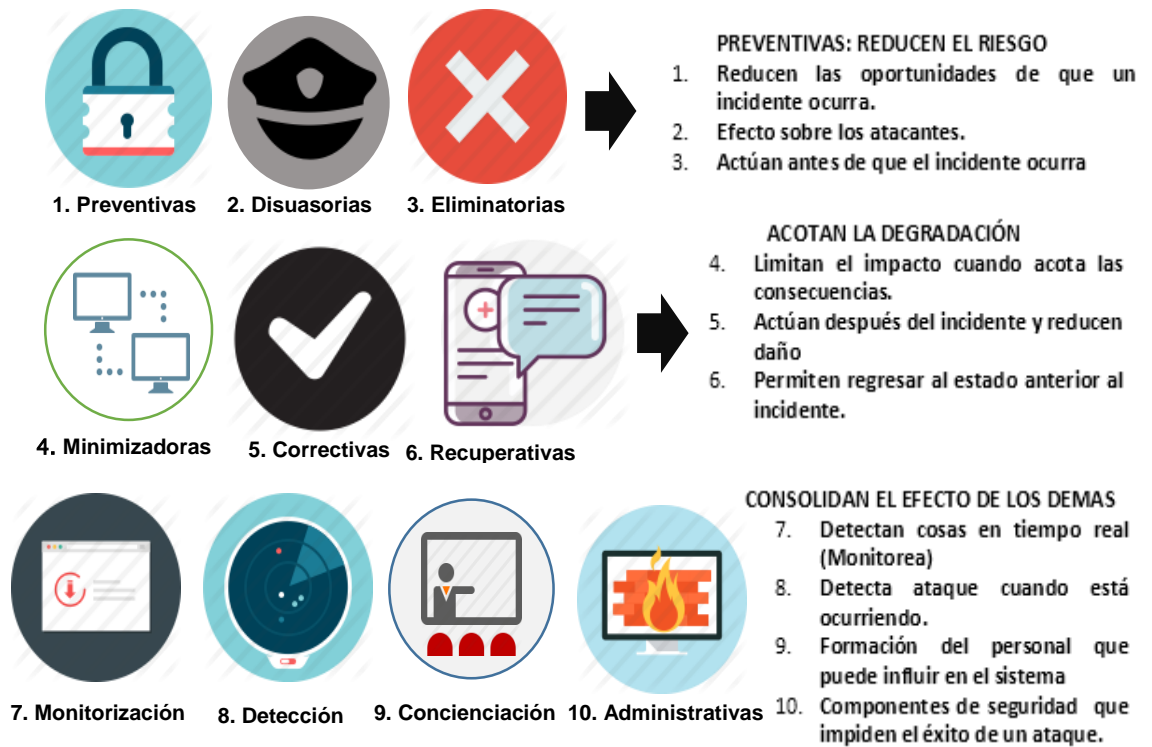 1. Preventivas
2. Disuasorias
3. Eliminatorias
PREVENTIVAS: REDUCEN EL RIESGO
1. Reducen las oportunidades de que un
incidente ocurra.
2. Efecto sobre los atacantes.
3. Actúan antes de que el incidente ocurra
4. Minimizadoras
5. Correctivas
6. Recuperativas
ACOTAN LA DEGRADACIÓN
4. Limitan el impacto cuando acota las
consecuencias.
5. Actúan después del incidente y reducen
daño
6. Permiten regresar al estado anterior al
incidente.
7. Monitorización
8. Detección
9. Concienciación
10. Administrativas
CONSOLIDAN EL EFECTO DE LOS DEMAS
7. Detectan cosas en tiempo real
(Monitorea)
8. Detecta ataque cuando está
ocurriendo.
9. Formación del personal que
puede influir en el sistema
10. Componentes de seguridad que
impiden el éxito de un ataque.